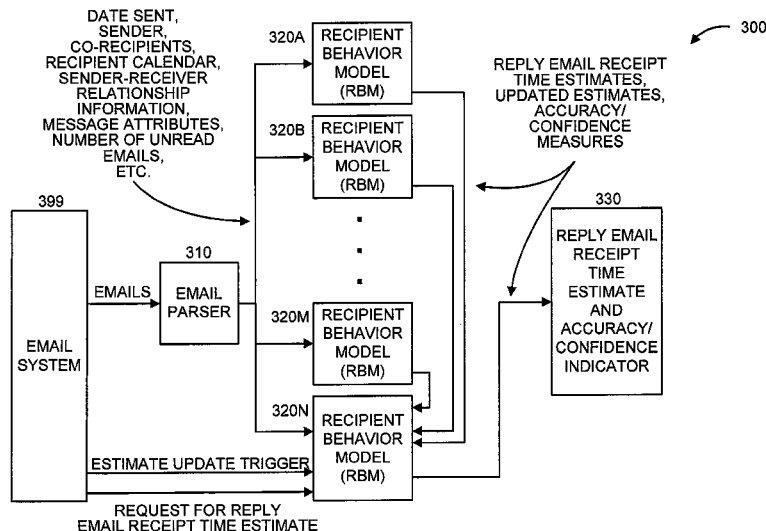 DATE SENT,
SENDER,
CO-RECIPIENTS,
RECIPIENT CALENDAR,
SENDER-RECEIVER
RELATIONSHIP
INFORMATION,
MESSAGE ATTRIBUTES,
NUMBER OF UNREAD
EMAILS,
ETC.
320A
RECIPIENT
BEHAVIOR
MODEL
(RBM)
300
REPLY EMAIL RECEIPT
TIME ESTIMATES,
UPDATED ESTIMATES,
ACCURACY/
CONFIDENCE
MEASURES
320B
RECIPIENT
BEHAVIOR
MODEL
(RBM)
399
EMAIL
SYSTEM
EMAILS
310
EMAIL
PARSER
330
REPLY EMAIL
RECEIPT
TIME
ESTIMATE
AND
ACCURACY/
CONFIDENCE
INDICATOR
320M
RECIPIENT
BEHAVIOR
MODEL
(RBM)
320N
RECIPIENT
BEHAVIOR
MODEL
(RBM)
ESTIMATE UPDATE TRIGGER
REQUEST FOR REPLY
EMAIL RECEIPT TIME ESTIMATE